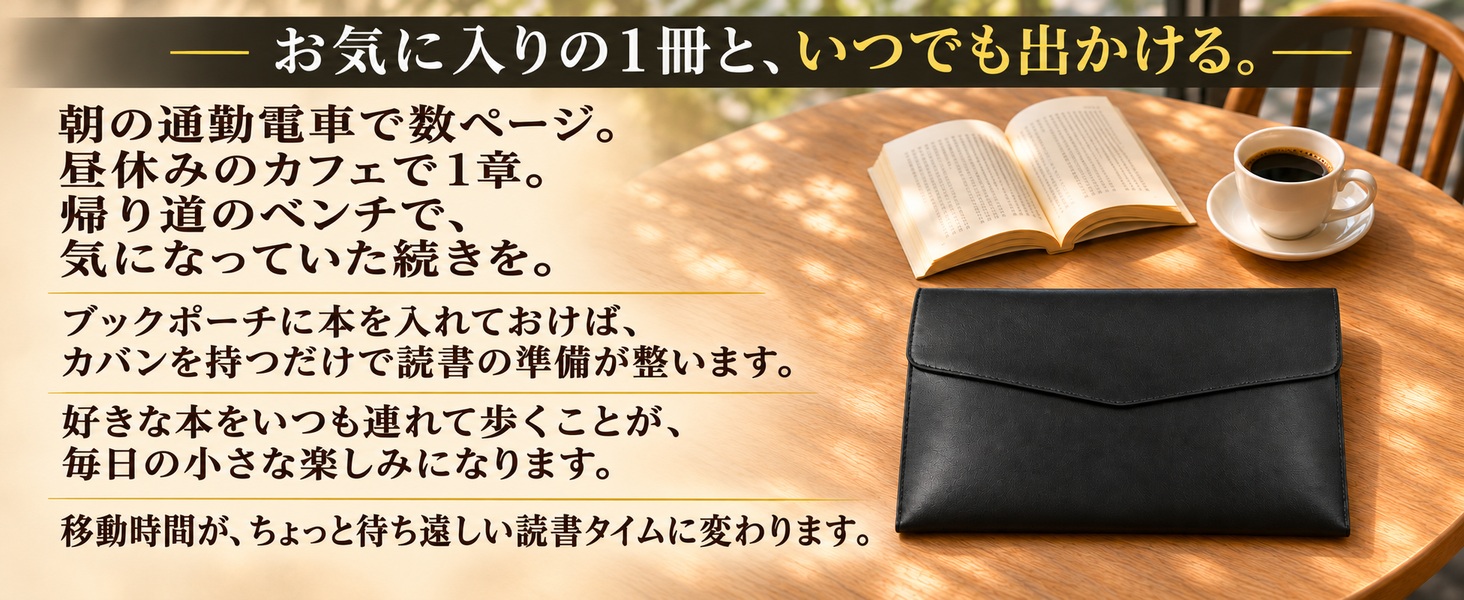 お気に入りの1冊と、いつでも出かける。
朝の通勤電車で数ページ。
昼休みのカフェで1章。
帰り道のベンチで、
気になっていた続きを。
ブックポーチに本を入れておけば、
カバンを持つだけで読書の準備が整います。
好きな本をいつも連れて歩くことが、
毎日の小さな楽しみになります。
移動時間が、ちょっと待ち遠しい読書タイムに変わります。